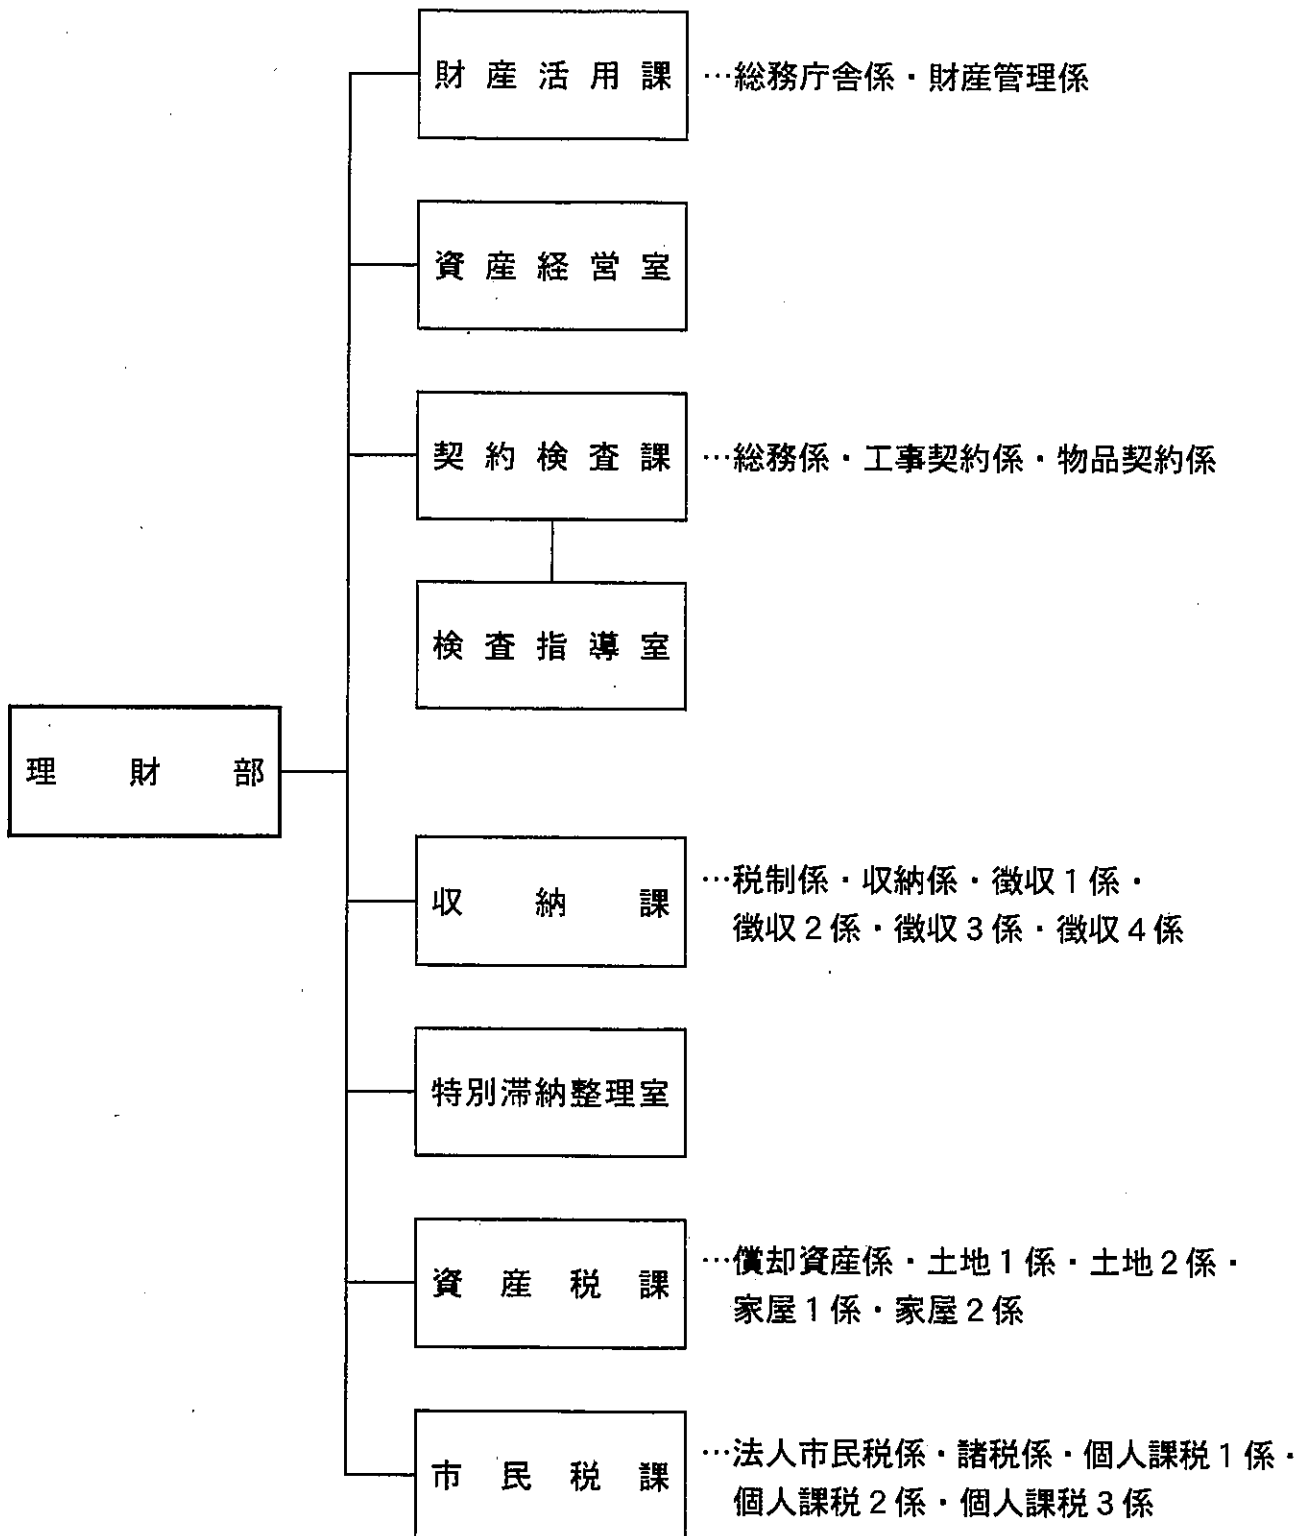 財産活用課 …総務庁舎係・財産管理係
資産経営室
契約検査課 …総務係・工事契約係・物品契約係
検査指導室
理財部
収納課 …税制係・収納係・徴収1係・
徴収2係・徴収3係・徴収4係
特別滞納整理室
資産税課 …償却資産係・土地1係・土地2係・
家屋1係・家屋2係
市民税課 …法人市民税係・諸税係・個人課税1係・
個人課税2係・個人課税3係